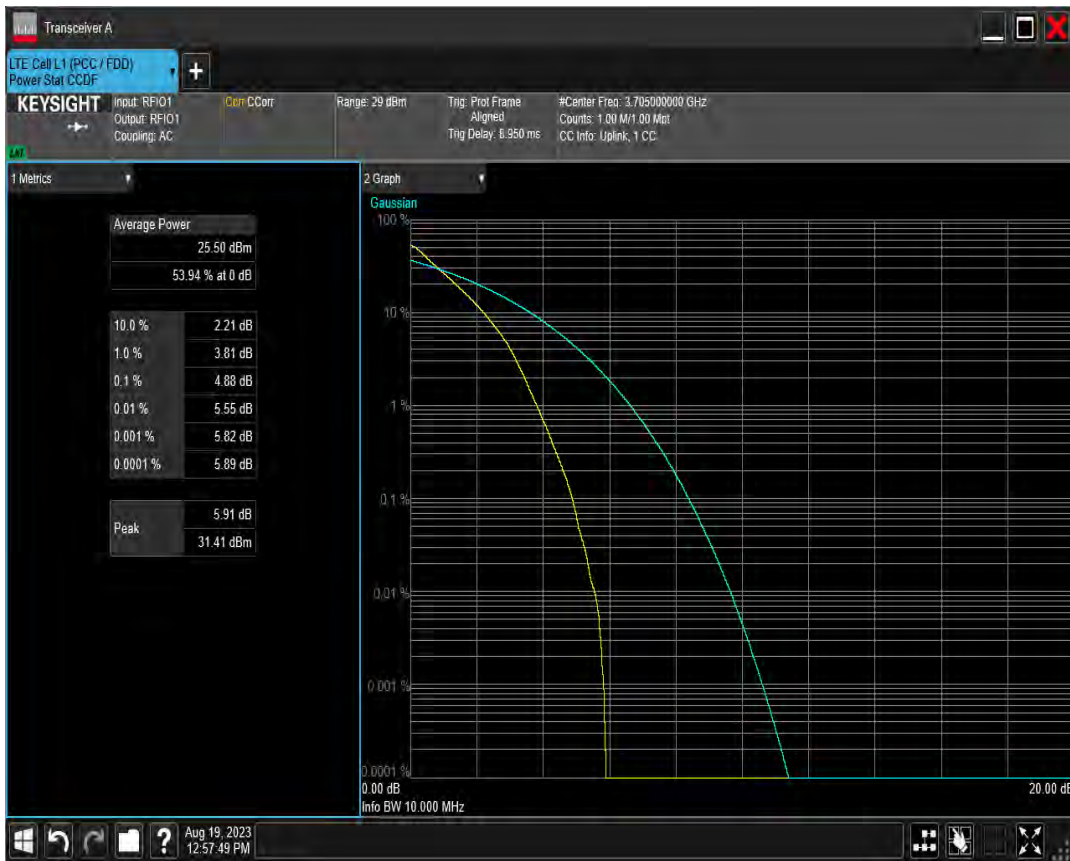 Transceiver A
LTE Cell L1 (PCC / FDD)
Power Stat CCDF
+
KEYSIGHT
Input: RFIO1
Output: RFIO1
Coupling: AC
Corr CCorr
Range: 29 dBm
Trig: Prot Frame
Aligned
Trig Delay: 8.950 ms
#Center Freq: 3.705000000 GHz
Counts: 1.00 M/1.00 Mpt
CC Info: Uplink, 1 CC
LXI
1 Metrics
Average Power
25.50 dBm
53.94 % at 0 dB
10.0 % 2.21 dB
1.0 % 3.81 dB
0.1 % 4.88 dB
0.01 % 5.55 dB
0.001 % 5.82 dB
0.0001 % 5.89 dB
Peak
5.91 dB
31.41 dBm
2 Graph
Gaussian
100 %
10 %
1 %
0.1 %
0.01 %
0.001 %
0.0001 %
0.00 dB
20.00 dB
Info BW 10.000 MHz
?
Aug 19, 2023
12:57:49 PM